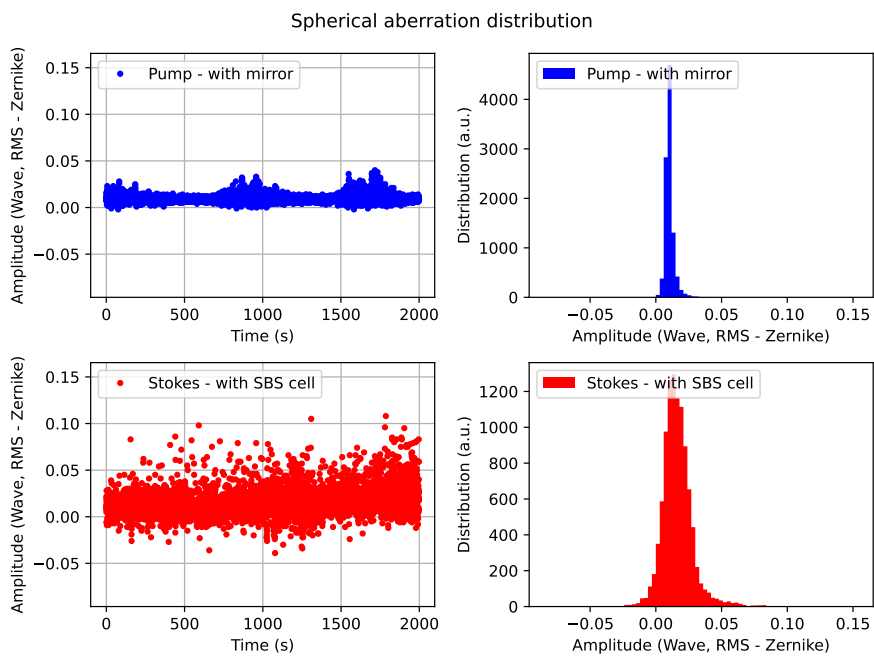 Spherical aberration distribution
Amplitude (Wave, RMS - Zernike)
0.15
0.10
0.05
0.00
−0.05
Pump - with mirror
0 500 1000 1500 2000
Time (s)
Distribution (a.u.)
4000
3000
2000
1000
0
Pump - with mirror
−0.05 0.00 0.05 0.10 0.15
Amplitude (Wave, RMS - Zernike)
Amplitude (Wave, RMS - Zernike)
0.15
0.10
0.05
0.00
−0.05
Stokes - with SBS cell
0 500 1000 1500 2000
Time (s)
Distribution (a.u.)
1200
1000
800
600
400
200
0
Stokes - with SBS cell
−0.05 0.00 0.05 0.10 0.15
Amplitude (Wave, RMS - Zernike)